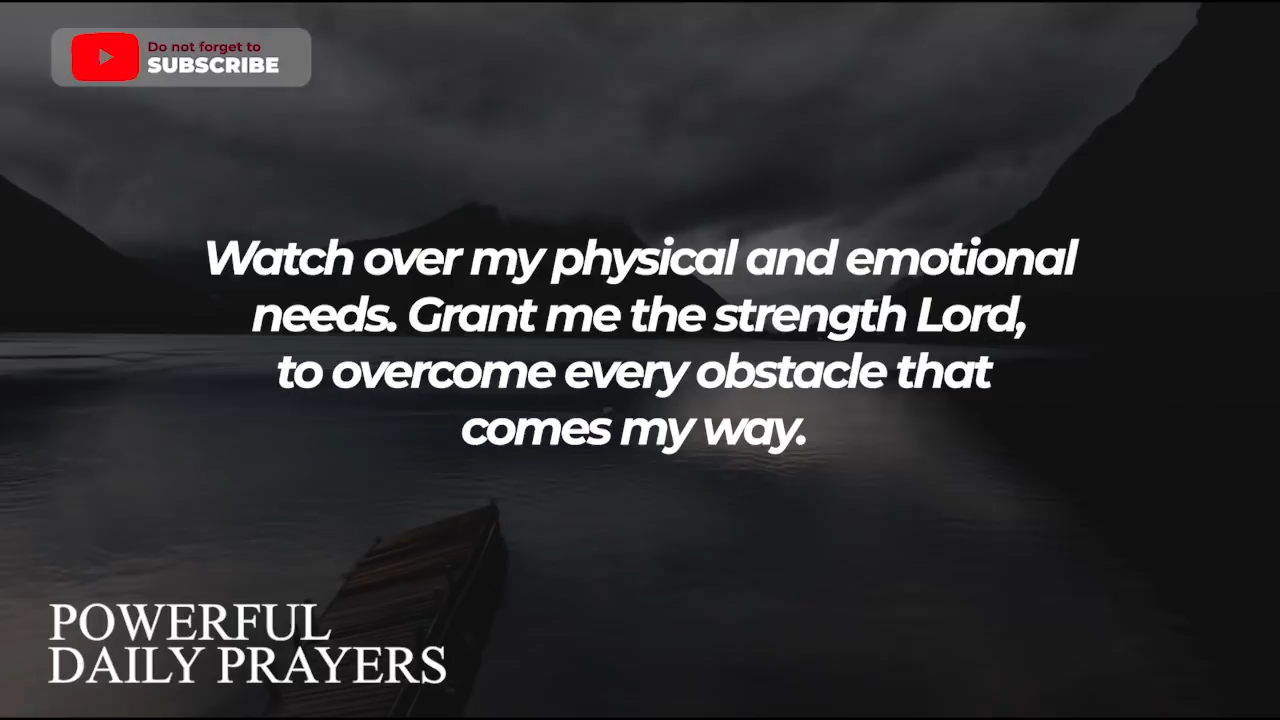 Do not forget to
SUBSCRIBE
Watch over my physical and emotional
needs. Grant me the strength Lord,
to overcome every obstacle that
comes my way.
POWERFUL
DAILY PRAYERS